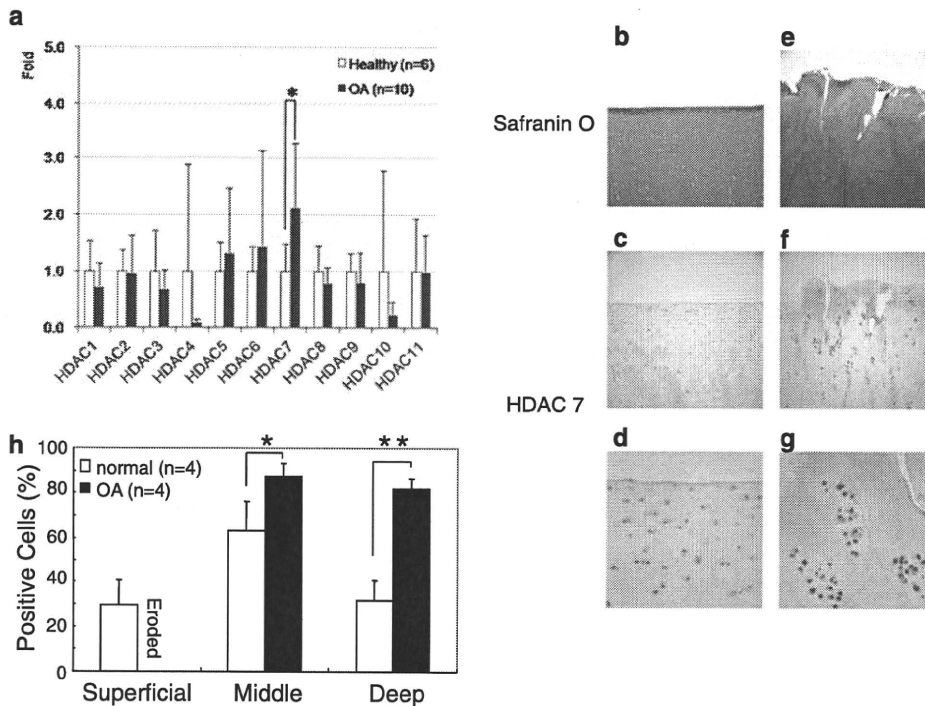 a
Fold
5.0
4.0
3.0
2.0
1.0
0.0
Healthy (n=6)
OA (n=10)
*
HDAC1
HDAC2
HDAC3
HDAC4
HDAC5
HDAC6
HDAC7
HDAC8
HDAC9
HDAC10
HDAC11
b
e
Safranin O
c
f
HDAC 7
d
g
h
Positive Cells (%)
100
80
60
40
20
0
normal (n=4)
OA (n=4)
*
**
Eroded
Superficial
Middle
Deep